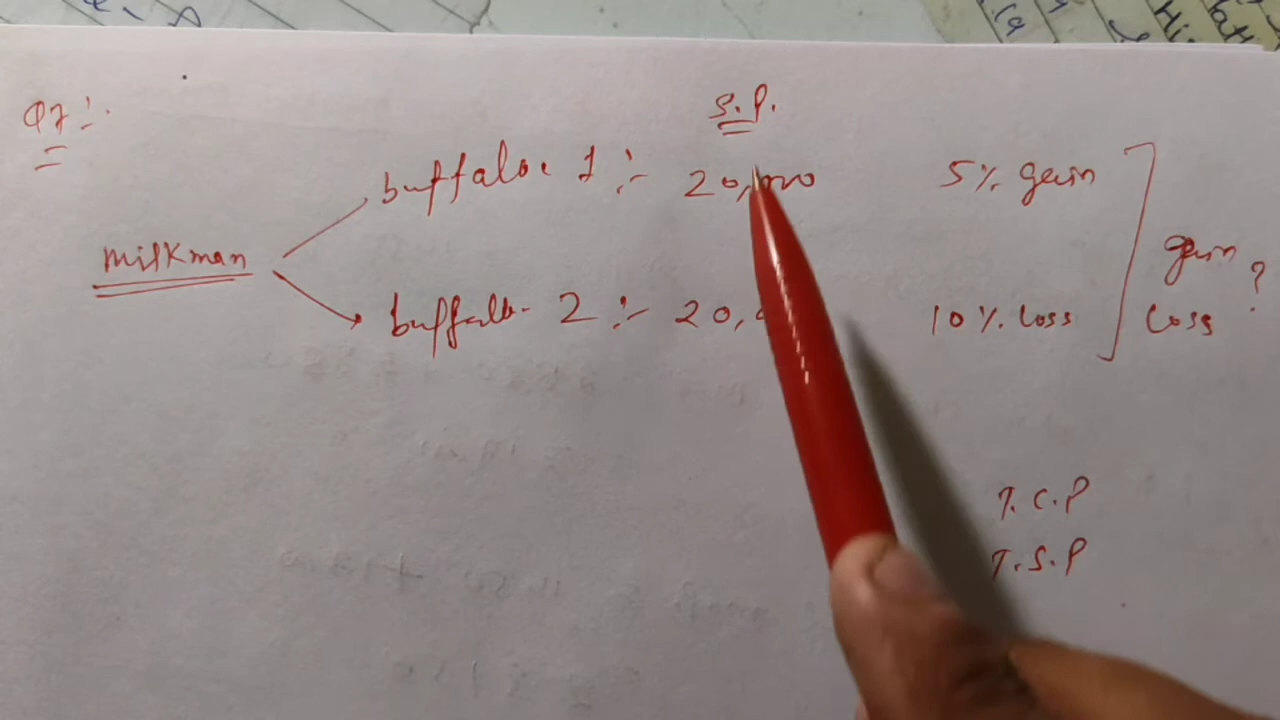 Q7 :-
S.P.
buffaloe 1 :- 20,000 5% gain
milkman gain
buffalo 2 :- 20, 10% loss loss ?
T.C.P
T.S.P